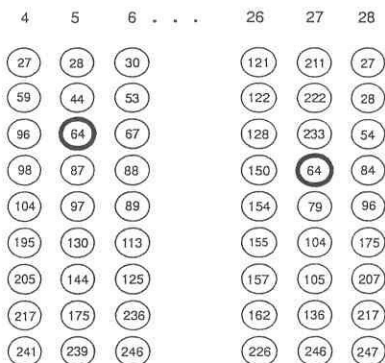 4 5 6 . . . 26 27 28
27 28 30 121 211 27
59 44 53 122 222 28
96 64 67 128 233 54
98 87 88 150 64 84
104 97 89 154 79 96
195 130 113 155 104 175
205 144 125 157 105 207
217 175 236 162 136 217
241 239 246 226 246 247